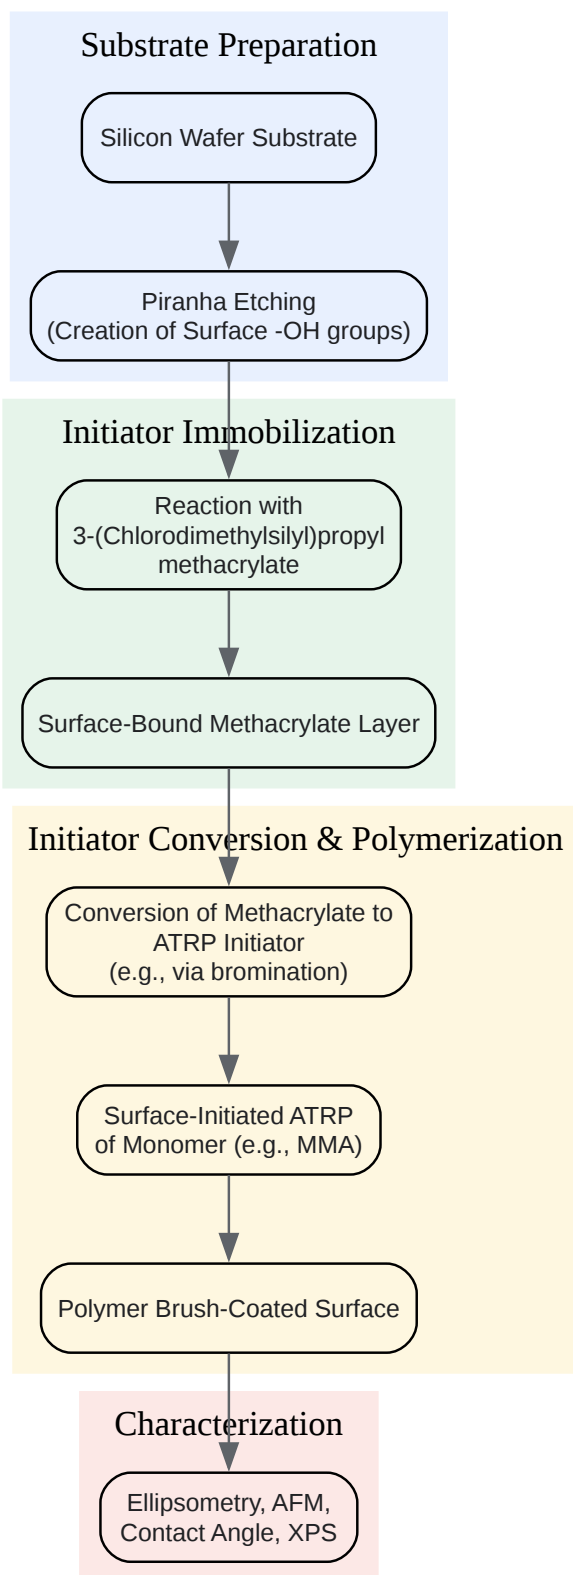 Substrate Preparation
Silicon Wafer Substrate
Piranha Etching
(Creation of Surface -OH groups)
Initiator Immobilization
Reaction with
3-(Chlorodimethylsilyl)propyl
methacrylate
Surface-Bound Methacrylate Layer
Initiator Conversion & Polymerization
Conversion of Methacrylate to
ATRP Initiator
(e.g., via bromination)
Surface-Initiated ATRP
of Monomer (e.g., MMA)
Polymer Brush-Coated Surface
Characterization
Ellipsometry, AFM,
Contact Angle, XPS